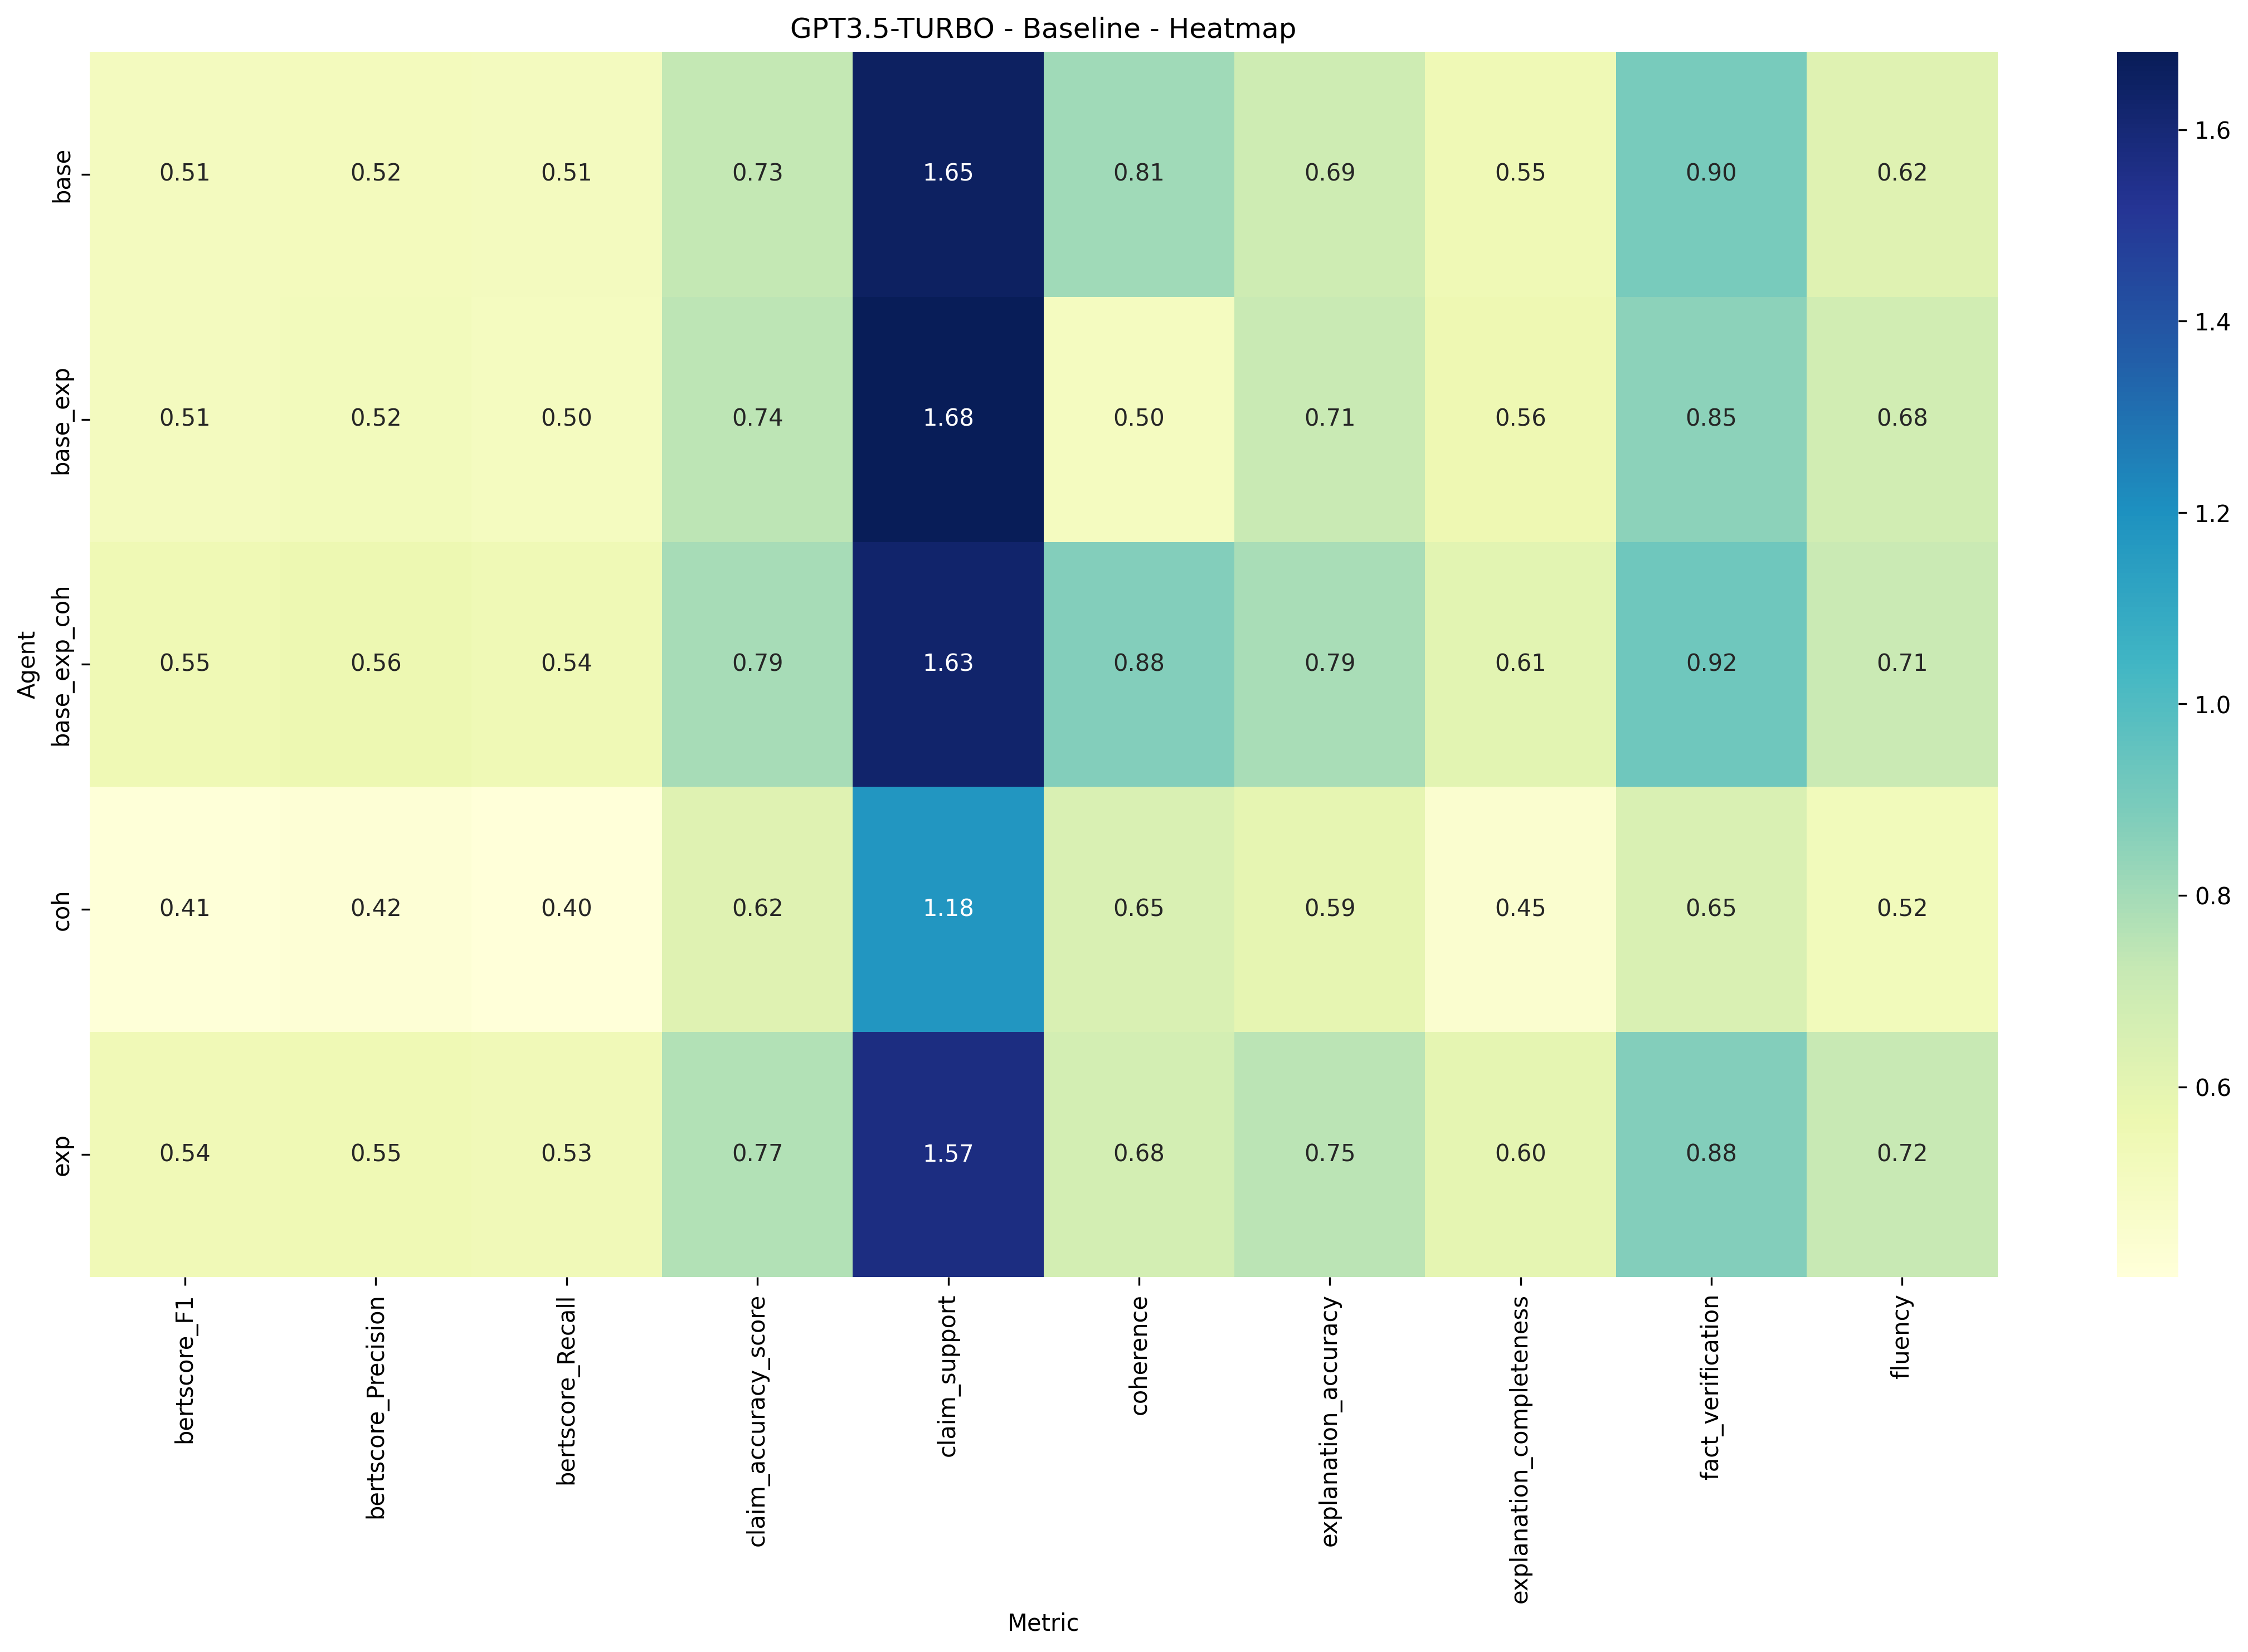 GPT3.5-TURBO - Baseline - Heatmap
Agent
base 0.51 0.52 0.51 0.73 1.65 0.81 0.69 0.55 0.90 0.62
base_exp 0.51 0.52 0.50 0.74 1.68 0.50 0.71 0.56 0.85 0.68
base_exp_coh 0.55 0.56 0.54 0.79 1.63 0.88 0.79 0.61 0.92 0.71
coh 0.41 0.42 0.40 0.62 1.18 0.65 0.59 0.45 0.65 0.52
exp 0.54 0.55 0.53 0.77 1.57 0.68 0.75 0.60 0.88 0.72
bertscore_F1
bertscore_Precision
bertscore_Recall
claim_accuracy_score
claim_support
coherence
explanation_accuracy
explanation_completeness
fact_verification
fluency
Metric
1.6
1.4
1.2
1.0
0.8
0.6